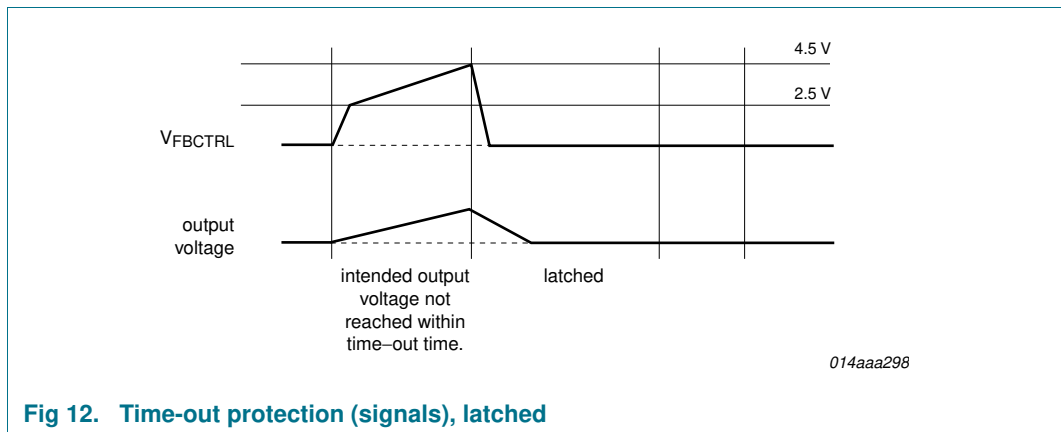 4.5 V
2.5 V
VFBCTRL
output
voltage
intended output
voltage not
reached within
time–out time.
latched
014aaa298
Fig 12. Time-out protection (signals), latched